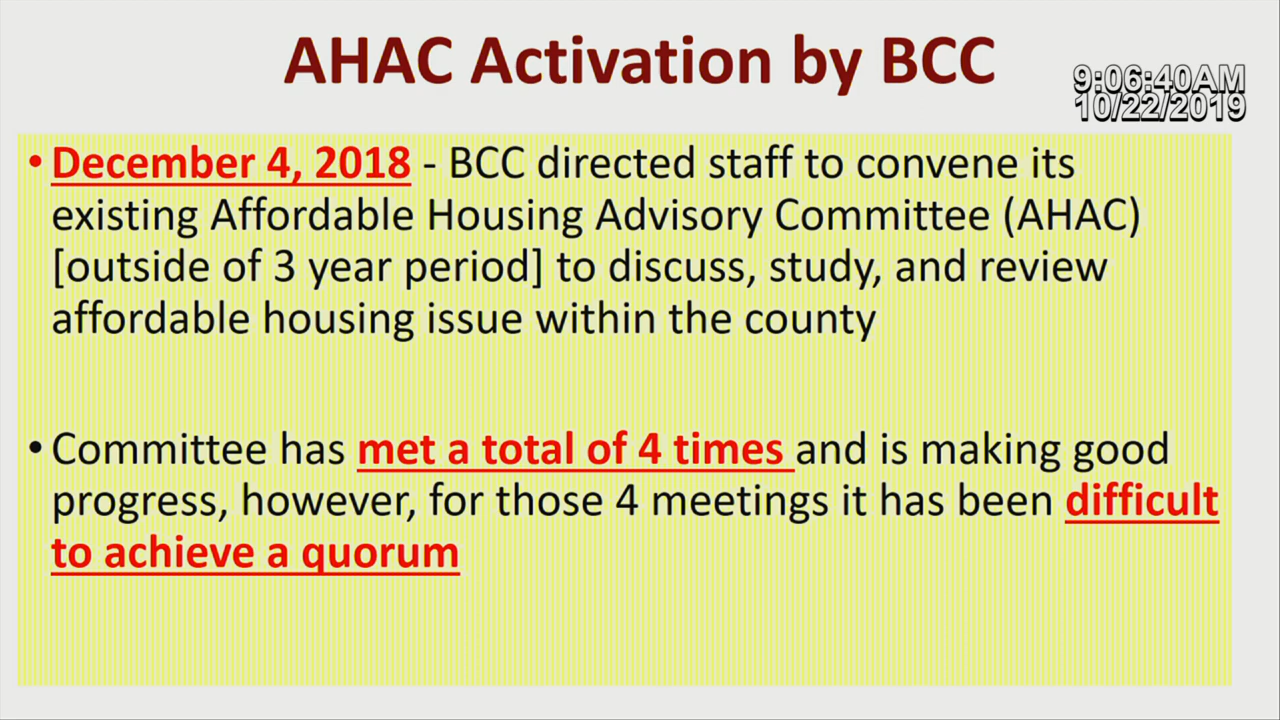 AHAC Activation by BCC
9:06:40AM
10/22/2019
• December 4, 2018 - BCC directed staff to convene its
existing Affordable Housing Advisory Committee (AHAC)
[outside of 3 year period] to discuss, study, and review
affordable housing issue within the county
• Committee has met a total of 4 times and is making good
progress, however, for those 4 meetings it has been difficult
to achieve a quorum